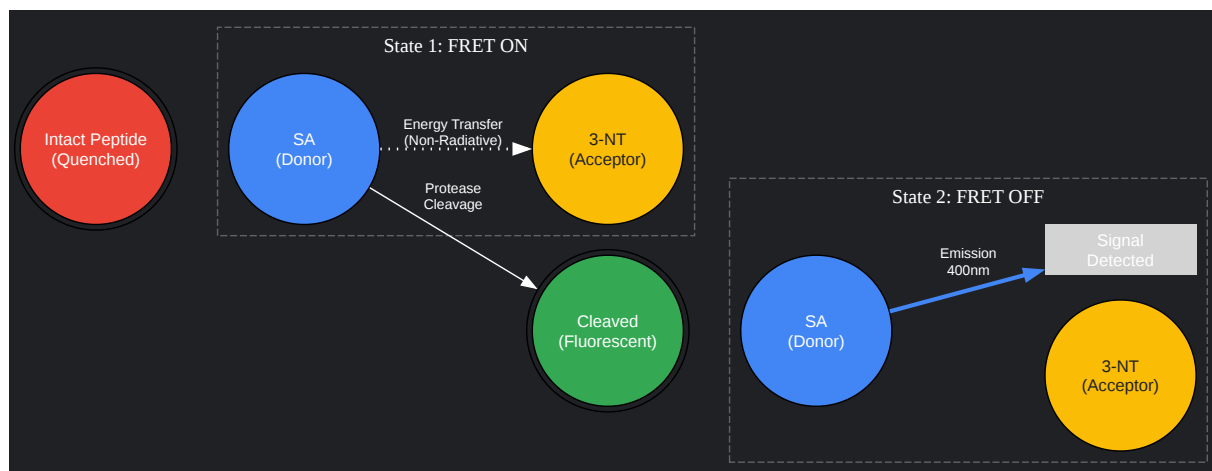 State 1: FRET ON
Intact Peptide
(Quenched)
SA
(Donor)
Energy Transfer
(Non-Radiative)
3-NT
(Acceptor)
Protease
Cleavage
Cleaved
(Fluorescent)
State 2: FRET OFF
SA
(Donor)
Emission
400nm
Signal
Detected
3-NT
(Acceptor)